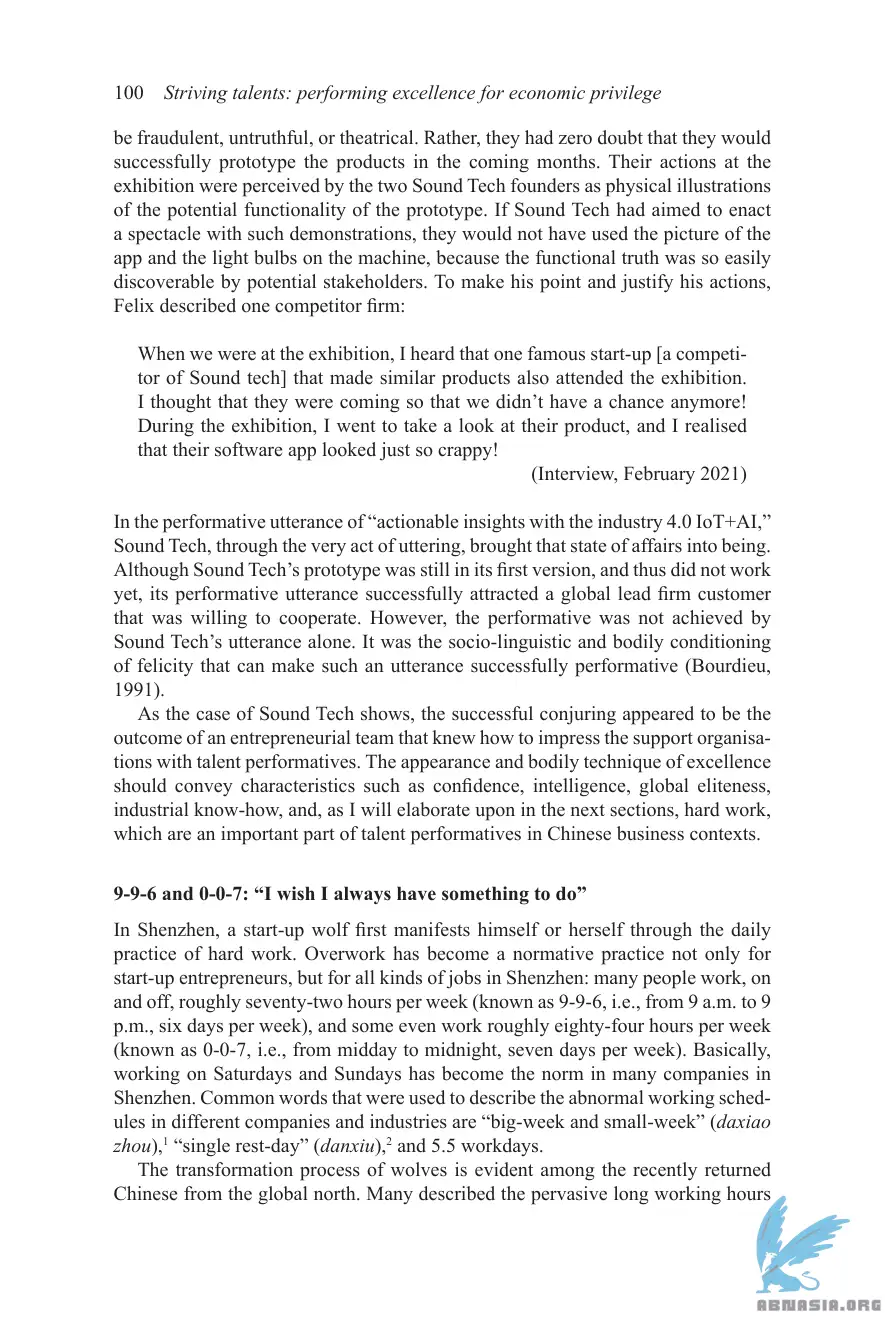 100 Striving talents: performing excellence for economic privilege
be fraudulent, untruthful, or theatrical. Rather, they had zero doubt that they would
successfully prototype the products in the coming months. Their actions at the
exhibition were perceived by the two Sound Tech founders as physical illustrations
of the potential functionality of the prototype. If Sound Tech had aimed to enact
a spectacle with such demonstrations, they would not have used the picture of the
app and the light bulbs on the machine, because the functional truth was so easily
discoverable by potential stakeholders. To make his point and justify his actions,
Felix described one competitor firm:
When we were at the exhibition, I heard that one famous start-up [a competi-
tor of Sound tech] that made similar products also attended the exhibition.
I thought that they were coming so that we didn’t have a chance anymore!
During the exhibition, I went to take a look at their product, and I realised
that their software app looked just so crappy!
(Interview, February 2021)
In the performative utterance of “actionable insights with the industry 4.0 IoT+AI,”
Sound Tech, through the very act of uttering, brought that state of affairs into being.
Although Sound Tech’s prototype was still in its first version, and thus did not work
yet, its performative utterance successfully attracted a global lead firm customer
that was willing to cooperate. However, the performative was not achieved by
Sound Tech’s utterance alone. It was the socio-linguistic and bodily conditioning
of felicity that can make such an utterance successfully performative (Bourdieu,
1991).
As the case of Sound Tech shows, the successful conjuring appeared to be the
outcome of an entrepreneurial team that knew how to impress the support organisa-
tions with talent performatives. The appearance and bodily technique of excellence
should convey characteristics such as confidence, intelligence, global eliteness,
industrial know-how, and, as I will elaborate upon in the next sections, hard work,
which are an important part of talent performatives in Chinese business contexts.
9-9-6 and 0-0-7: “I wish I always have something to do”
In Shenzhen, a start-up wolf first manifests himself or herself through the daily
practice of hard work. Overwork has become a normative practice not only for
start-up entrepreneurs, but for all kinds of jobs in Shenzhen: many people work, on
and off, roughly seventy-two hours per week (known as 9-9-6, i.e., from 9 a.m. to 9
p.m., six days per week), and some even work roughly eighty-four hours per week
(known as 0-0-7, i.e., from midday to midnight, seven days per week). Basically,
working on Saturdays and Sundays has become the norm in many companies in
Shenzhen. Common words that were used to describe the abnormal working sched-
ules in different companies and industries are “big-week and small-week” (daxiao
zhou),1 “single rest-day” (danxiu),2 and 5.5 workdays.
The transformation process of wolves is evident among the recently returned
Chinese from the global north. Many described the pervasive long working hours
ABNASIA.ORG